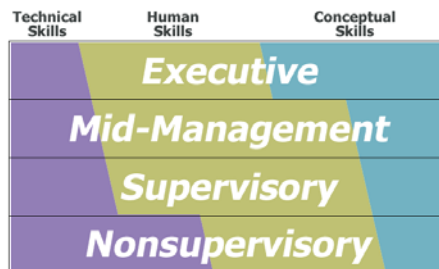 Technical Human Conceptual
Skills Skills Skills
Executive
Mid-Management
Supervisory
Nonsupervisory